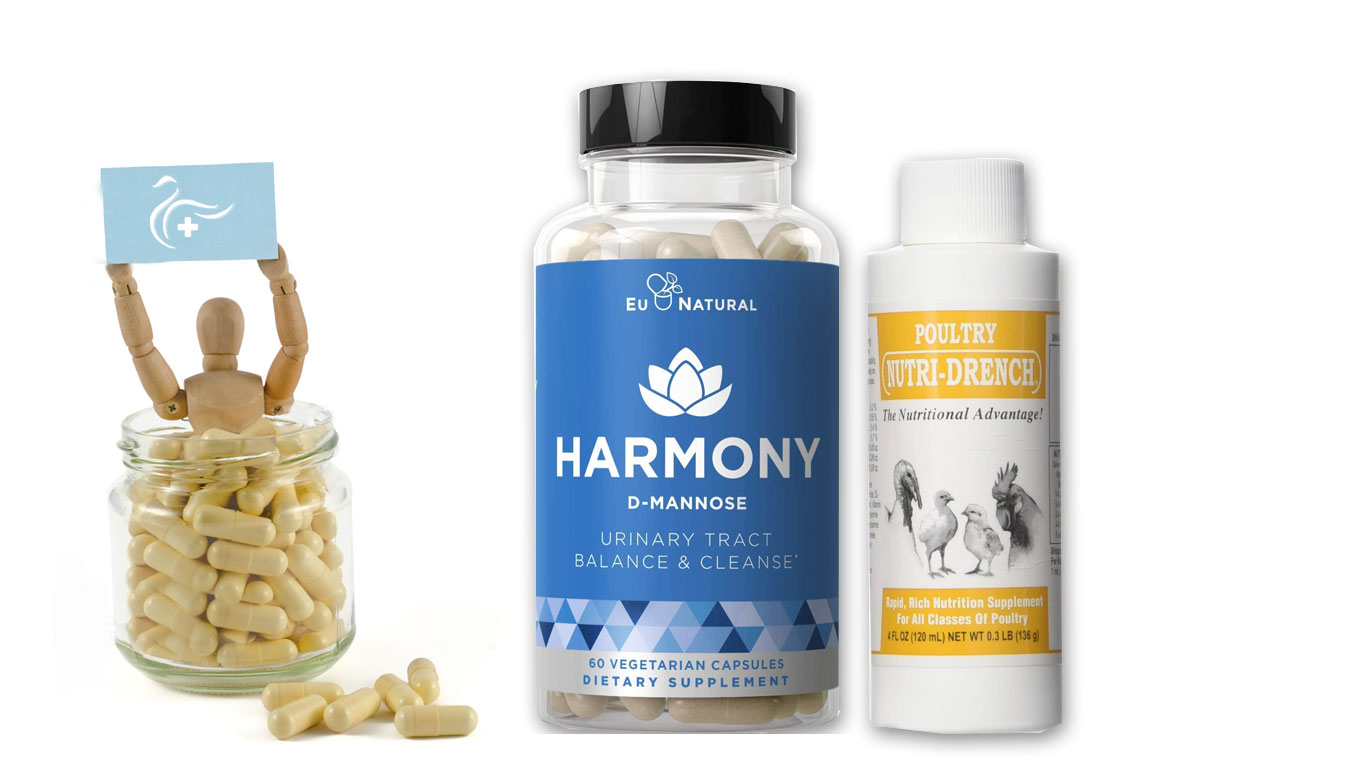 EU NATURAL
HARMONY
D-MANNOSE
URINARY TRACT
BALANCE & CLEANSE*
60 VEGETARIAN CAPSULES
DIETARY SUPPLEMENT
POULTRY
NUTRI-DRENCH
The Nutritional Advantage!
Rapid, Rich Nutrition Supplement
For All Classes Of Poultry
4 FL OZ (120 mL) NET WT 0.3 LB (136 g)